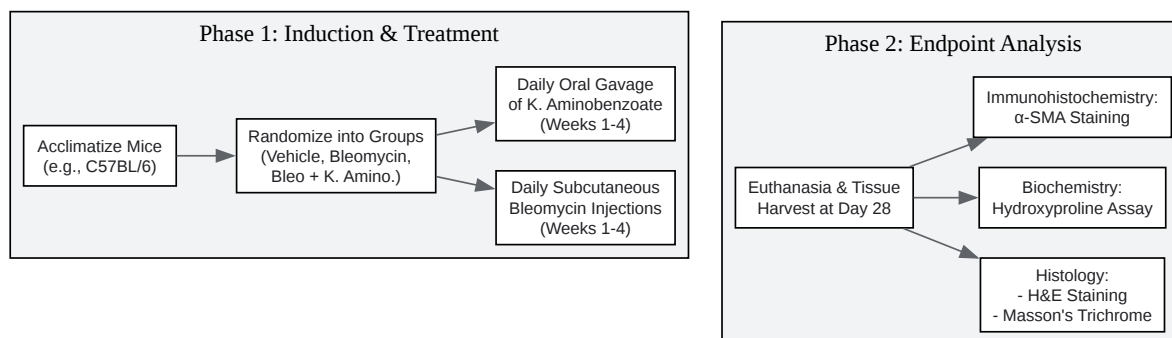 Phase 1: Induction & Treatment
Acclimatize Mice
(e.g., C57BL/6)
Randomize into Groups
(Vehicle, Bleomycin,
Bleo + K. Amino.)
Daily Oral Gavage
of K. Aminobenzoate
(Weeks 1-4)
Daily Subcutaneous
Bleomycin Injections
(Weeks 1-4)
Phase 2: Endpoint Analysis
Euthanasia & Tissue
Harvest at Day 28
Immunohistochemistry:
α-SMA Staining
Biochemistry:
Hydroxyproline Assay
Histology:
- H&E Staining
- Masson's Trichrome